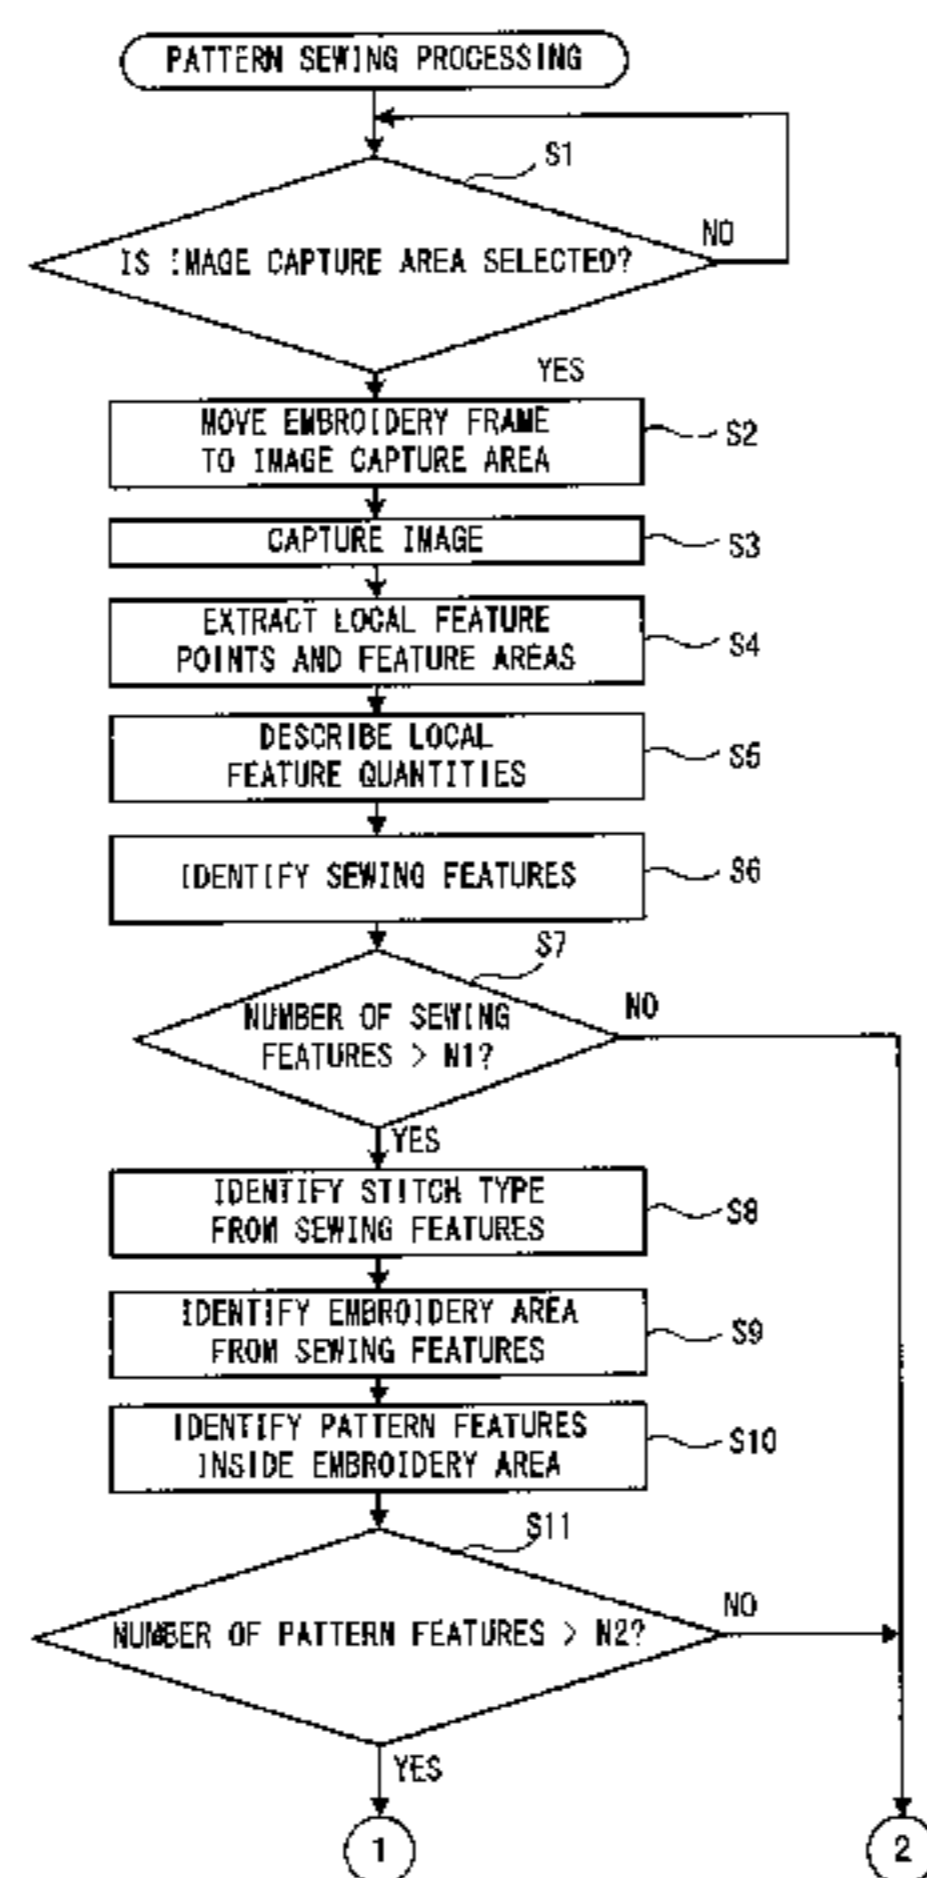 PATTERN SEWING PROCESSING
S1
NO
IS IMAGE CAPTURE AREA SELECTED?
YES
MOVE EMBROIDERY FRAME
TO IMAGE CAPTURE AREA
S2
CAPTURE IMAGE
S3
EXTRACT LOCAL FEATURE
POINTS AND FEATURE AREAS
S4
DESCRIBE LOCAL
FEATURE QUANTITIES
S5
IDENTIFY SEWING FEATURES
S6
S7
NUMBER OF SEWING
FEATURES > N1?
NO
YES
IDENTIFY STITCH TYPE
FROM SEWING FEATURES
S8
IDENTIFY EMBROIDERY AREA
FROM SEWING FEATURES
S9
IDENTIFY PATTERN FEATURES
INSIDE EMBROIDERY AREA
S10
S11
NUMBER OF PATTERN FEATURES > N2?
NO
YES
1
2